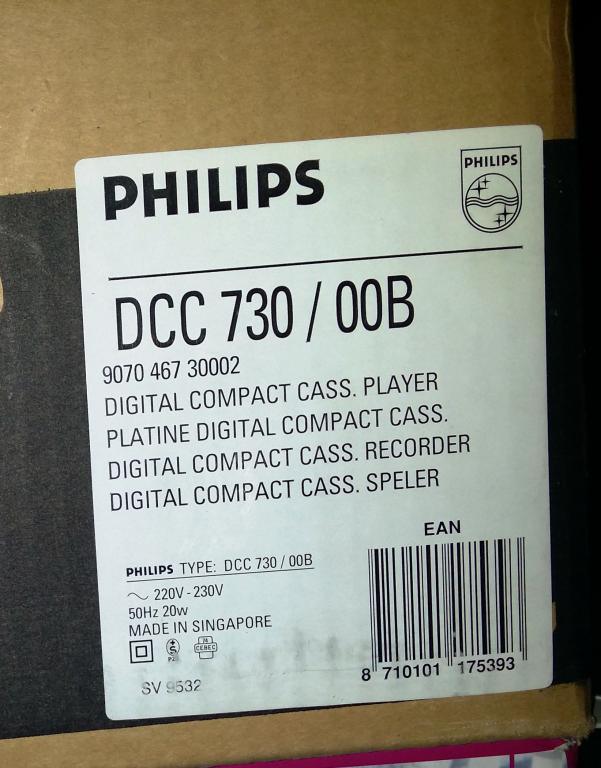 PHILIPS
PHILIPS
DCC 730 / 00B
9070 467 30002
DIGITAL COMPACT CASS. PLAYER
PLATINE DIGITAL COMPACT CASS.
DIGITAL COMPACT CASS. RECORDER
DIGITAL COMPACT CASS. SPELER
EAN
PHILIPS TYPE: DCC 730 / 00B
220V - 230V
50Hz 20w
MADE IN SINGAPORE
CEBEC
8 710101 175393
SV 9532